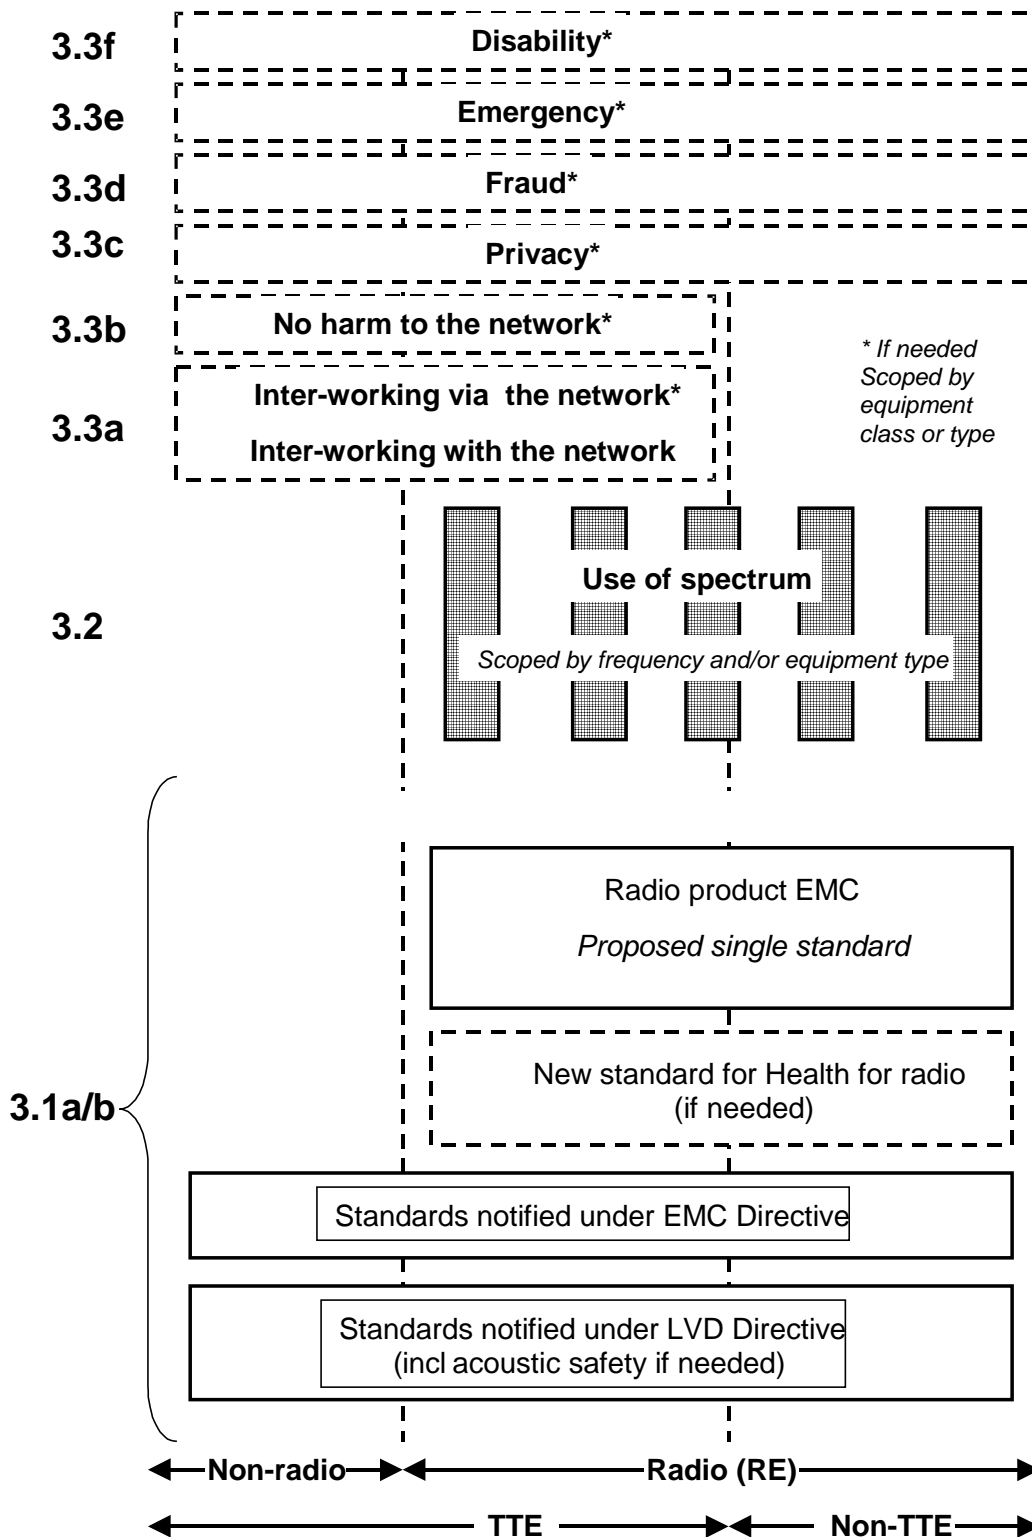 3.3f
Disability*
3.3e
Emergency*
3.3d
Fraud*
3.3c
Privacy*
3.3b
No harm to the network*
* If needed
Scoped by
equipment
class or type
3.3a
Inter-working via the network*
Inter-working with the network
3.2
Use of spectrum
Scoped by frequency and/or equipment type
3.1a/b
Radio product EMC
Proposed single standard
New standard for Health for radio
(if needed)
Standards notified under EMC Directive
Standards notified under LVD Directive
(incl acoustic safety if needed)
Non-radio
Radio (RE)
TTE
Non-TTE